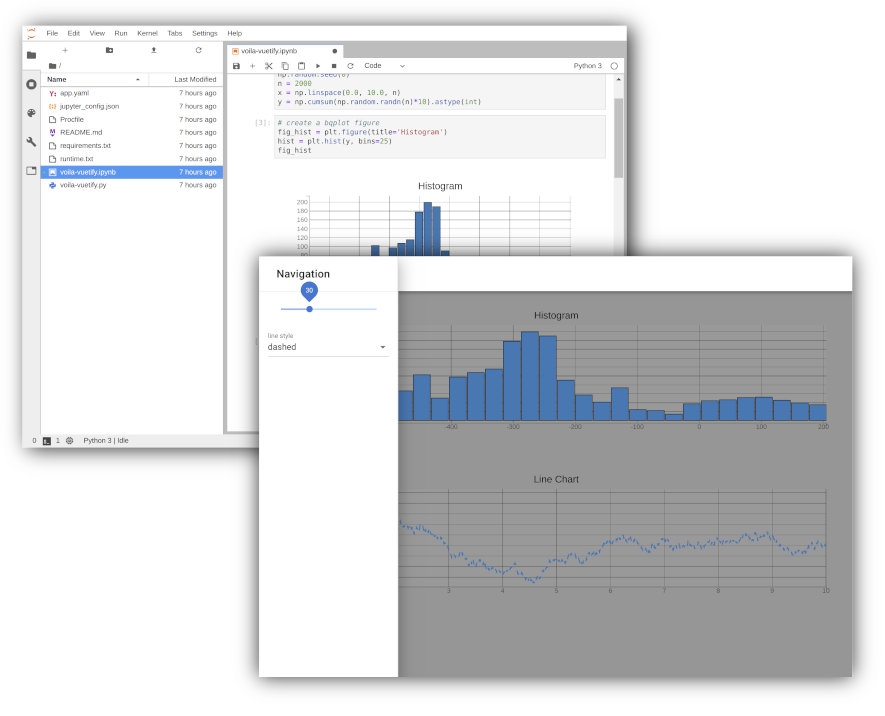 File Edit View Run Kernel Tabs Settings Help
voila-vuetify.ipynb
Code
Python 3
/
Name Last Modified
app.yaml 7 hours ago
jupyter_config.json 7 hours ago
Procfile 7 hours ago
README.md 7 hours ago
requirements.txt 7 hours ago
runtime.txt 7 hours ago
voila-vuetify.ipynb 7 hours ago
voila-vuetify.py 7 hours ago
np.random.seed(0)
n = 2000
x = np.linspace(0.0, 10.0, n)
y = np.cumsum(np.random.randn(n)*10).astype(int)
[3]:
# create a bqplot figure
fig_hist = plt.figure(title='Histogram')
hist = plt.hist(y, bins=25)
fig_hist
Histogram
200
180
160
140
120
100
80
0 1 Python 3 | Idle
Navigation
30
line style
dashed
Histogram
-400 -300 -200 -100 0 100 200
Line Chart
3 4 5 6 7 8 9 10